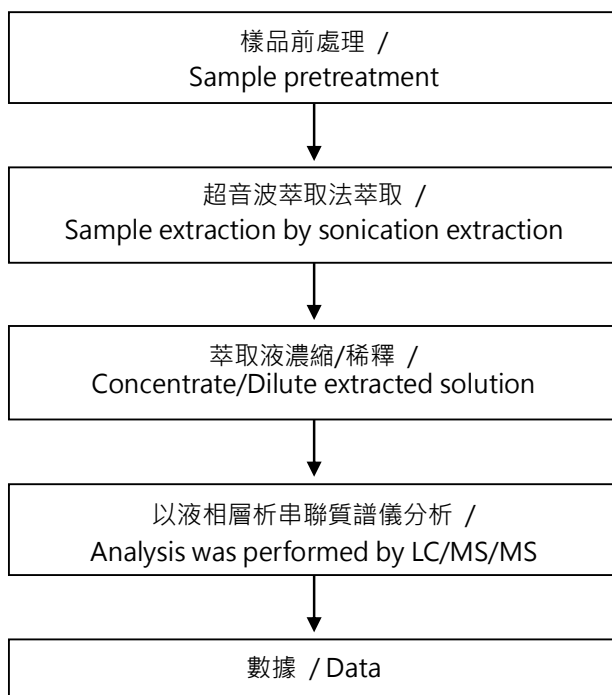 樣品前處理 /
Sample pretreatment
超音波萃取法萃取 /
Sample extraction by sonication extraction
萃取液濃縮/稀釋 /
Concentrate/Dilute extracted solution
以液相層析串聯質譜儀分析 /
Analysis was performed by LC/MS/MS
數據 / Data